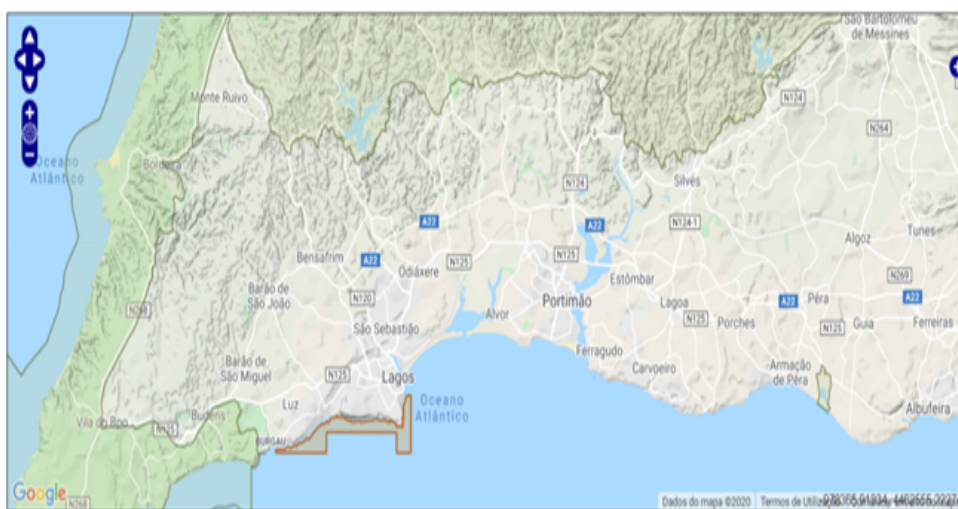 São Bartolomeu
de Messines
Monte Ruivo
N124
N264
Oceano
Atlântico
Bordeira
N124
Silves
A22
A22
N124-1
Bensafrim
A22
N125
N125
Algoz
Tunes
Odiáxere
Estômbar
N269
Barão de
São João
N120
Portimão
Lagoa
A22
Pêra
A22
N268
São Sebastião
Alvor
N125
Porches
N125
Guia
Ferreiras
Barão de
São Miguel
N125
Lagos
Ferragudo
Carvoeiro
Armação
de Pêra
Luz
Oceano
Atlântico
Vila do Bpo
Budens
N125
BURGAU
Albufeira
Google
N268
Dados do mapa ©2020